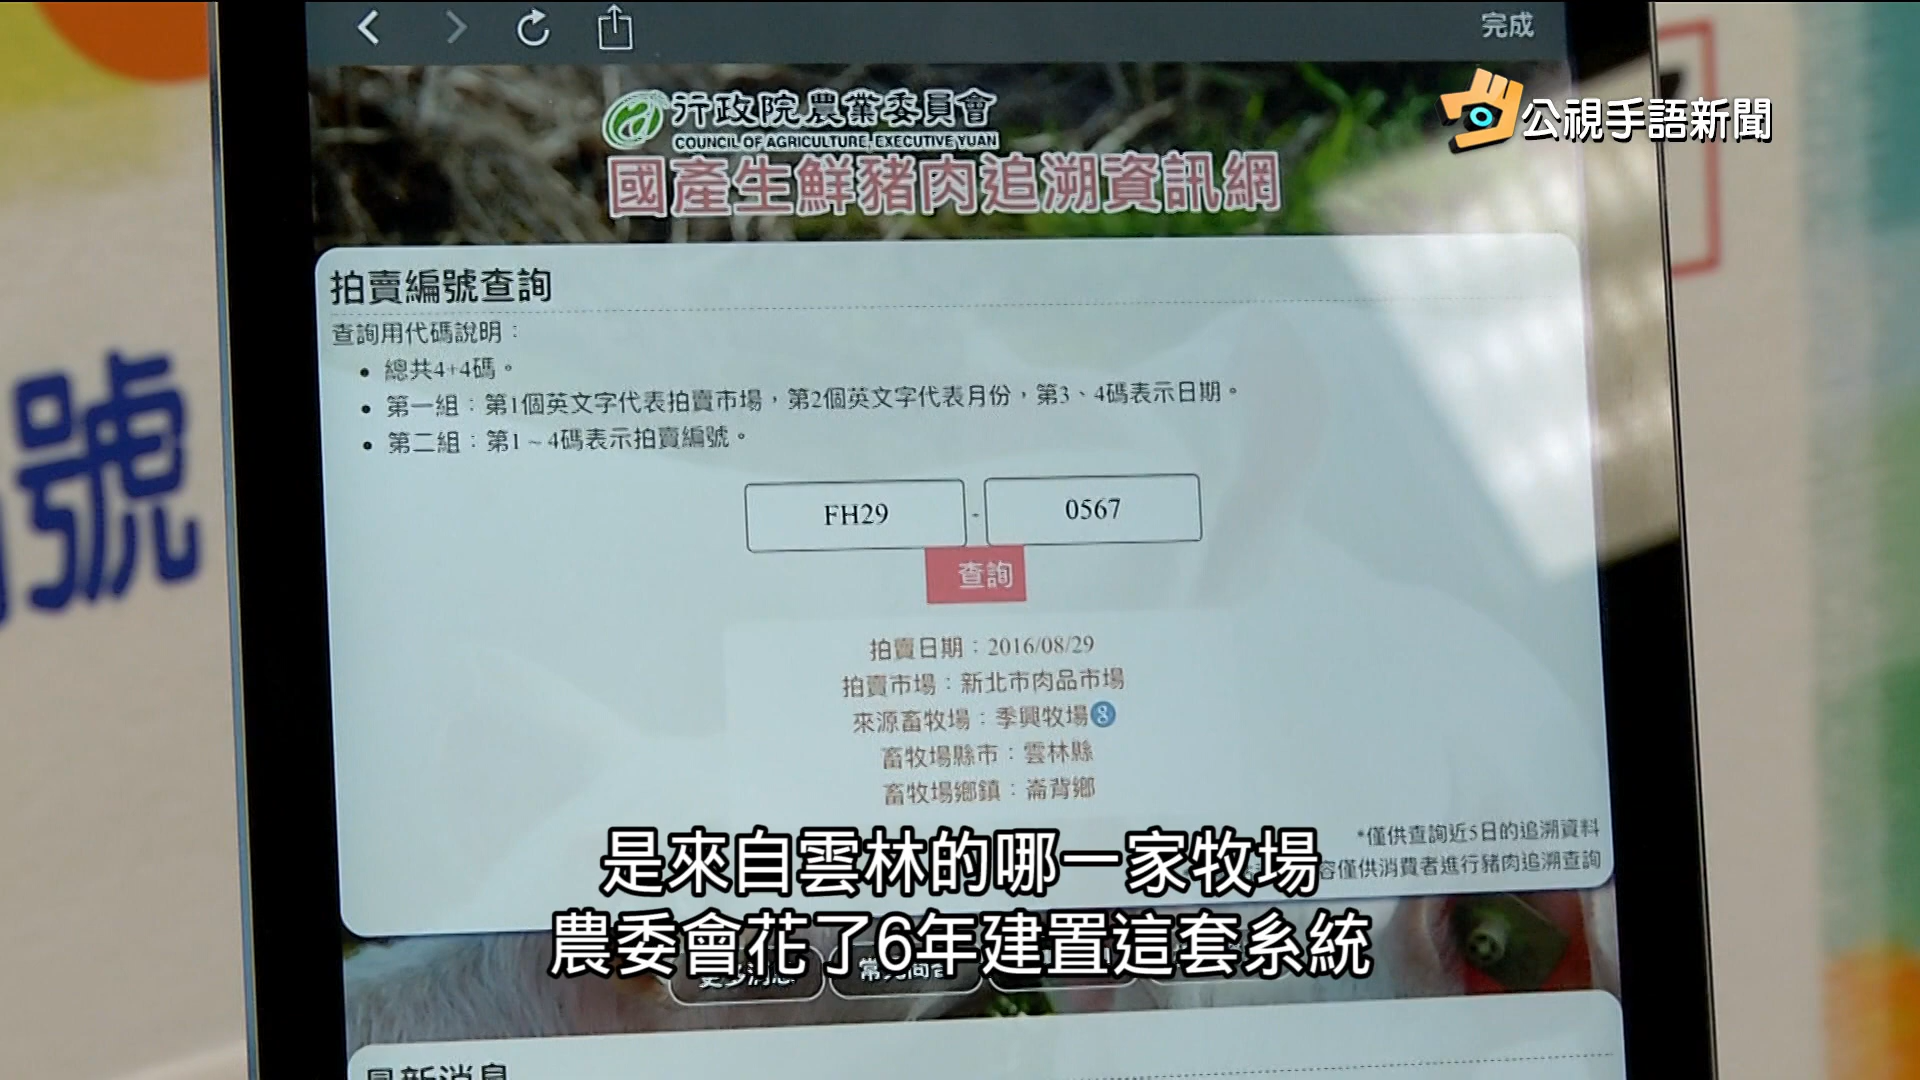 完成
公視手語新聞
行政院農業委員會
COUNCIL OF AGRICULTURE, EXECUTIVE YUAN
國產生鮮豬肉追溯資訊網
拍賣編號查詢
查詢用代碼說明：
總共4+4碼。
第一組：第1個英文字代表拍賣市場，第2個英文字代表月份，第3、4碼表示日期。
第二組：第1～4碼表示拍賣編號。
號
FH29 - 0567
查詢
拍賣日期：2016/08/29
拍賣市場：新北市肉品市場
來源畜牧場：季興牧場
畜牧場縣市：雲林縣
畜牧場鄉鎮：崙背鄉
*僅供查詢近5日的追溯資料
容僅供消費者進行豬肉追溯查詢
是來自雲林的哪一家牧場
農委會花了6年建置這套系統
最新消息